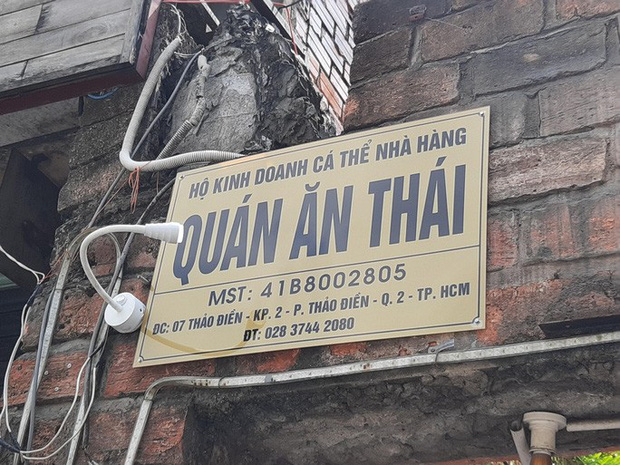 HỘ KINH DOANH CÁ THỂ NHÀ HÀNG
QUÁN ĂN THÁI
MST: 41B8002805
ĐC: 07 THẢO ĐIỀN - KP. 2 - P. THẢO ĐIỀN - Q. 2 - TP. HCM
ĐT: 028 3744 2080